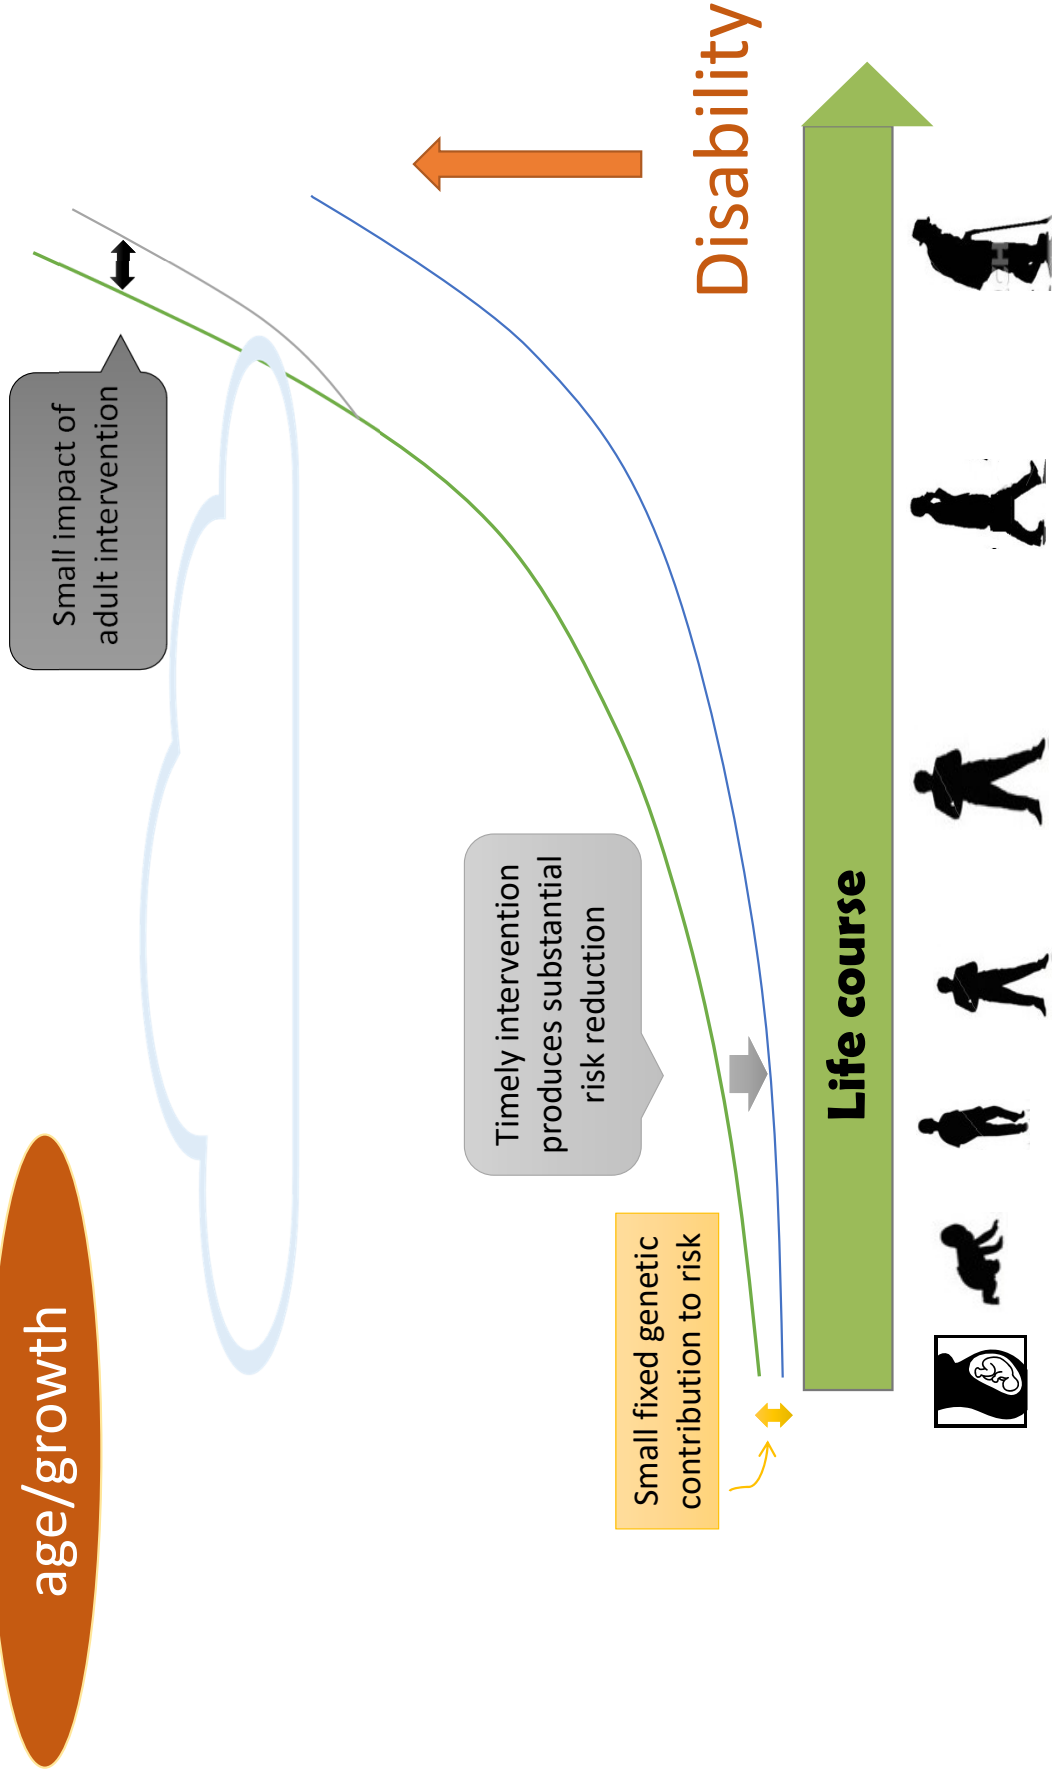 age/growth
Small impact of
adult intervention
Timely intervention
produces substantial
risk reduction
Small fixed genetic
contribution to risk
Disability
Life course